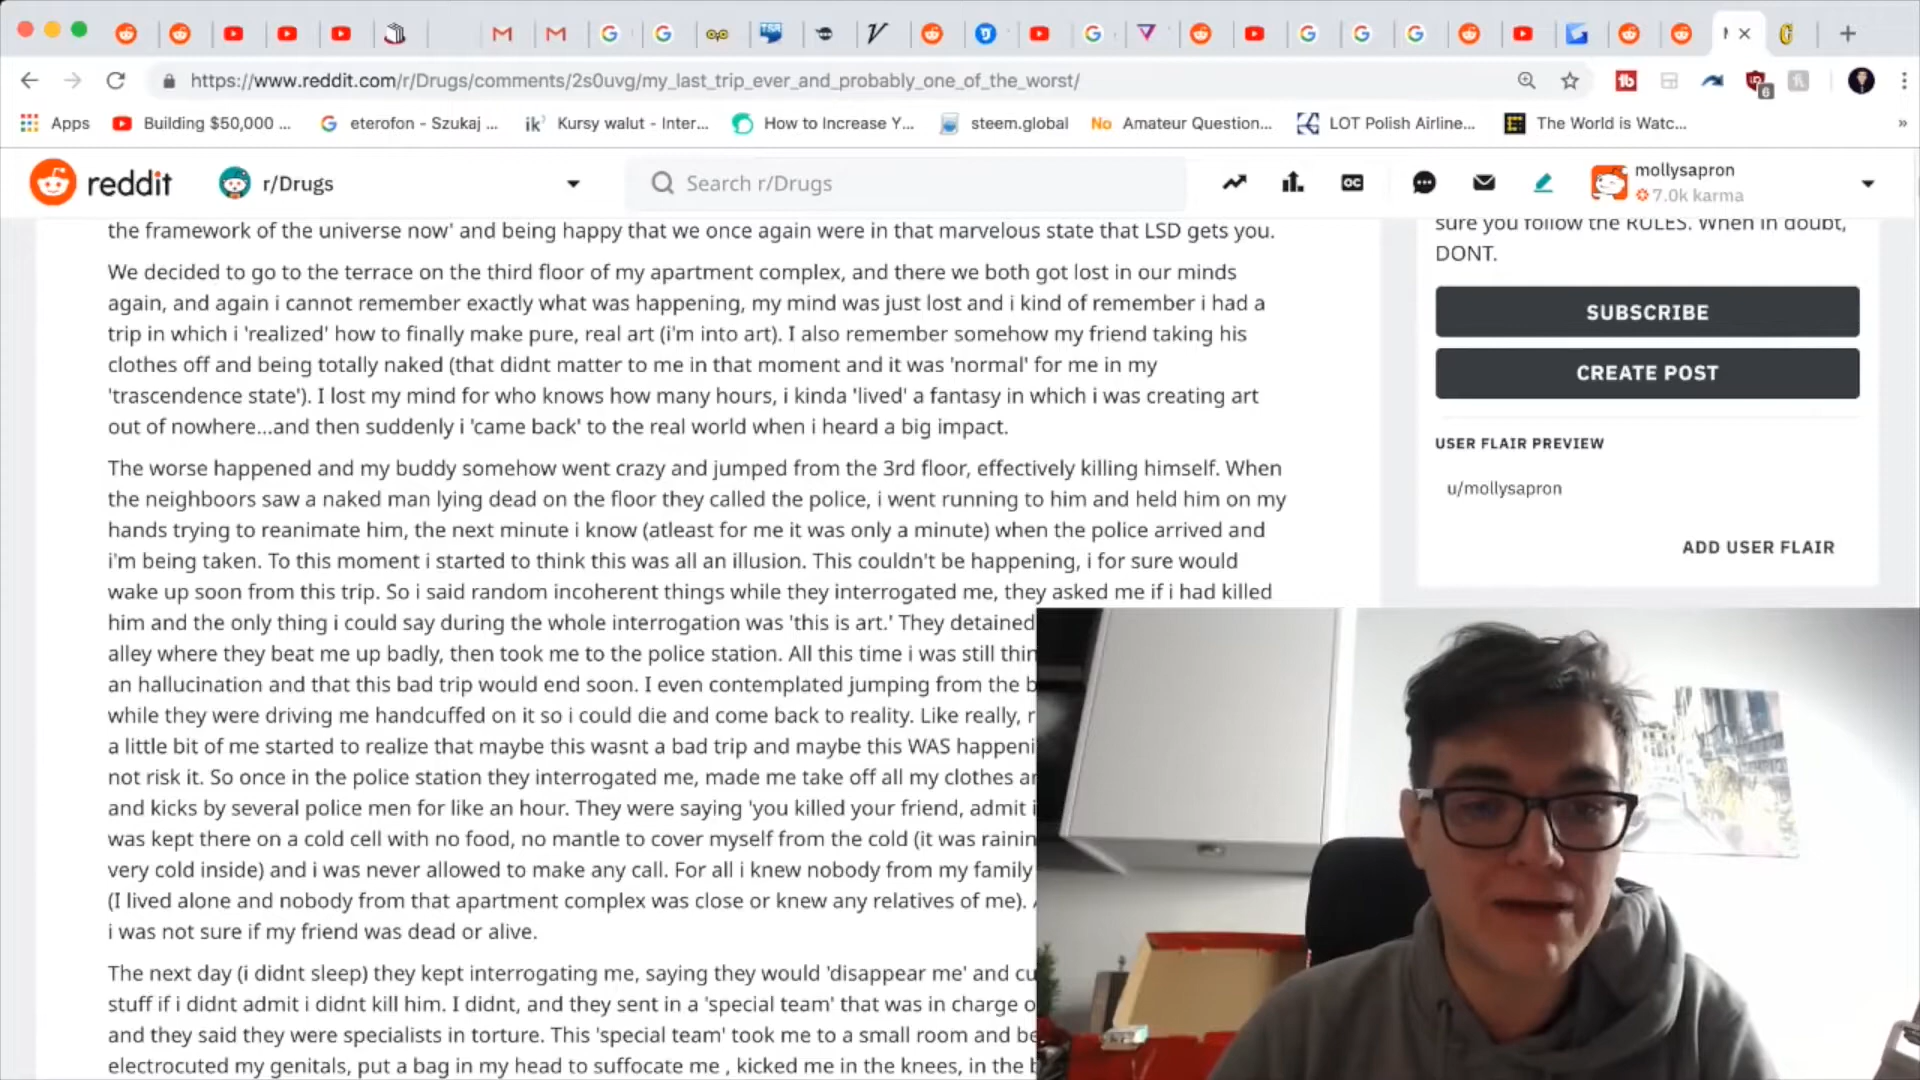 https://www.reddit.com/r/Drugs/comments/2s0uvg/my_last_trip_ever_and_probably_one_of_the_worst/
6
Apps
Building $50,000 ...
eterofon - Szukaj ...
Kursy walut - Inter...
How to Increase Y...
steem.global
No Amateur Question...
LOT Polish Airline...
The World is Watc...
reddit
r/Drugs
Search r/Drugs
mollysapron
7.0k karma
the framework of the universe now' and being happy that we once again were in that marvelous state that LSD gets you.
We decided to go to the terrace on the third floor of my apartment complex, and there we both got lost in our minds
again, and again i cannot remember exactly what was happening, my mind was just lost and i kind of remember i had a
trip in which i 'realized' how to finally make pure, real art (i'm into art). I also remember somehow my friend taking his
clothes off and being totally naked (that didnt matter to me in that moment and it was 'normal' for me in my
'trascendence state'). I lost my mind for who knows how many hours, i kinda 'lived' a fantasy in which i was creating art
out of nowhere...and then suddenly i 'came back' to the real world when i heard a big impact.
The worse happened and my buddy somehow went crazy and jumped from the 3rd floor, effectively killing himself. When
the neighboors saw a naked man lying dead on the floor they called the police, i went running to him and held him on my
hands trying to reanimate him, the next minute i know (atleast for me it was only a minute) when the police arrived and
i'm being taken. To this moment i started to think this was all an illusion. This couldn't be happening, i for sure would
wake up soon from this trip. So i said random incoherent things while they interrogated me, they asked me if i had killed
him and the only thing i could say during the whole interrogation was 'this is art.' They detained
alley where they beat me up badly, then took me to the police station. All this time i was still thin
an hallucination and that this bad trip would end soon. I even contemplated jumping from the b
while they were driving me handcuffed on it so i could die and come back to reality. Like really, r
a little bit of me started to realize that maybe this wasnt a bad trip and maybe this WAS happeni
not risk it. So once in the police station they interrogated me, made me take off all my clothes a
and kicks by several police men for like an hour. They were saying 'you killed your friend, admit i
was kept there on a cold cell with no food, no mantle to cover myself from the cold (it was rainin
very cold inside) and i was never allowed to make any call. For all i knew nobody from my family
(I lived alone and nobody from that apartment complex was close or knew any relatives of me).
i was not sure if my friend was dead or alive.
The next day (i didnt sleep) they kept interrogating me, saying they would 'disappear me' and cu
stuff if i didnt admit i didnt kill him. I didnt, and they sent in a 'special team' that was in charge o
and they said they were specialists in torture. This 'special team' took me to a small room and be
electrocuted my genitals, put a bag in my head to suffocate me , kicked me in the knees, in the b
sure you follow the RULES. When in doubt,
DONT.
SUBSCRIBE
CREATE POST
USER FLAIR PREVIEW
u/mollysapron
ADD USER FLAIR